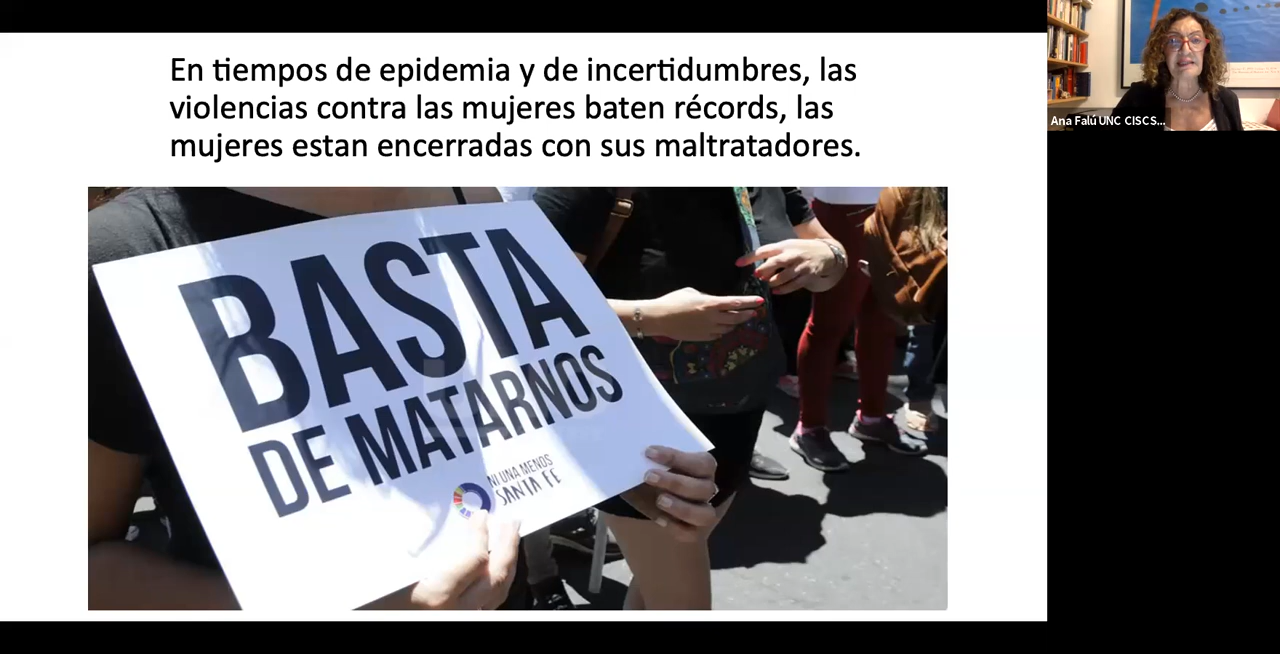 En tiempos de epidemia y de incertidumbres, las
violencias contra las mujeres baten récords, las
mujeres estan encerradas con sus maltratadores.
Ana Falú UNC CISCS...
BASTA
DE MATARNOS
NI UNA MENOS
SANTA FE